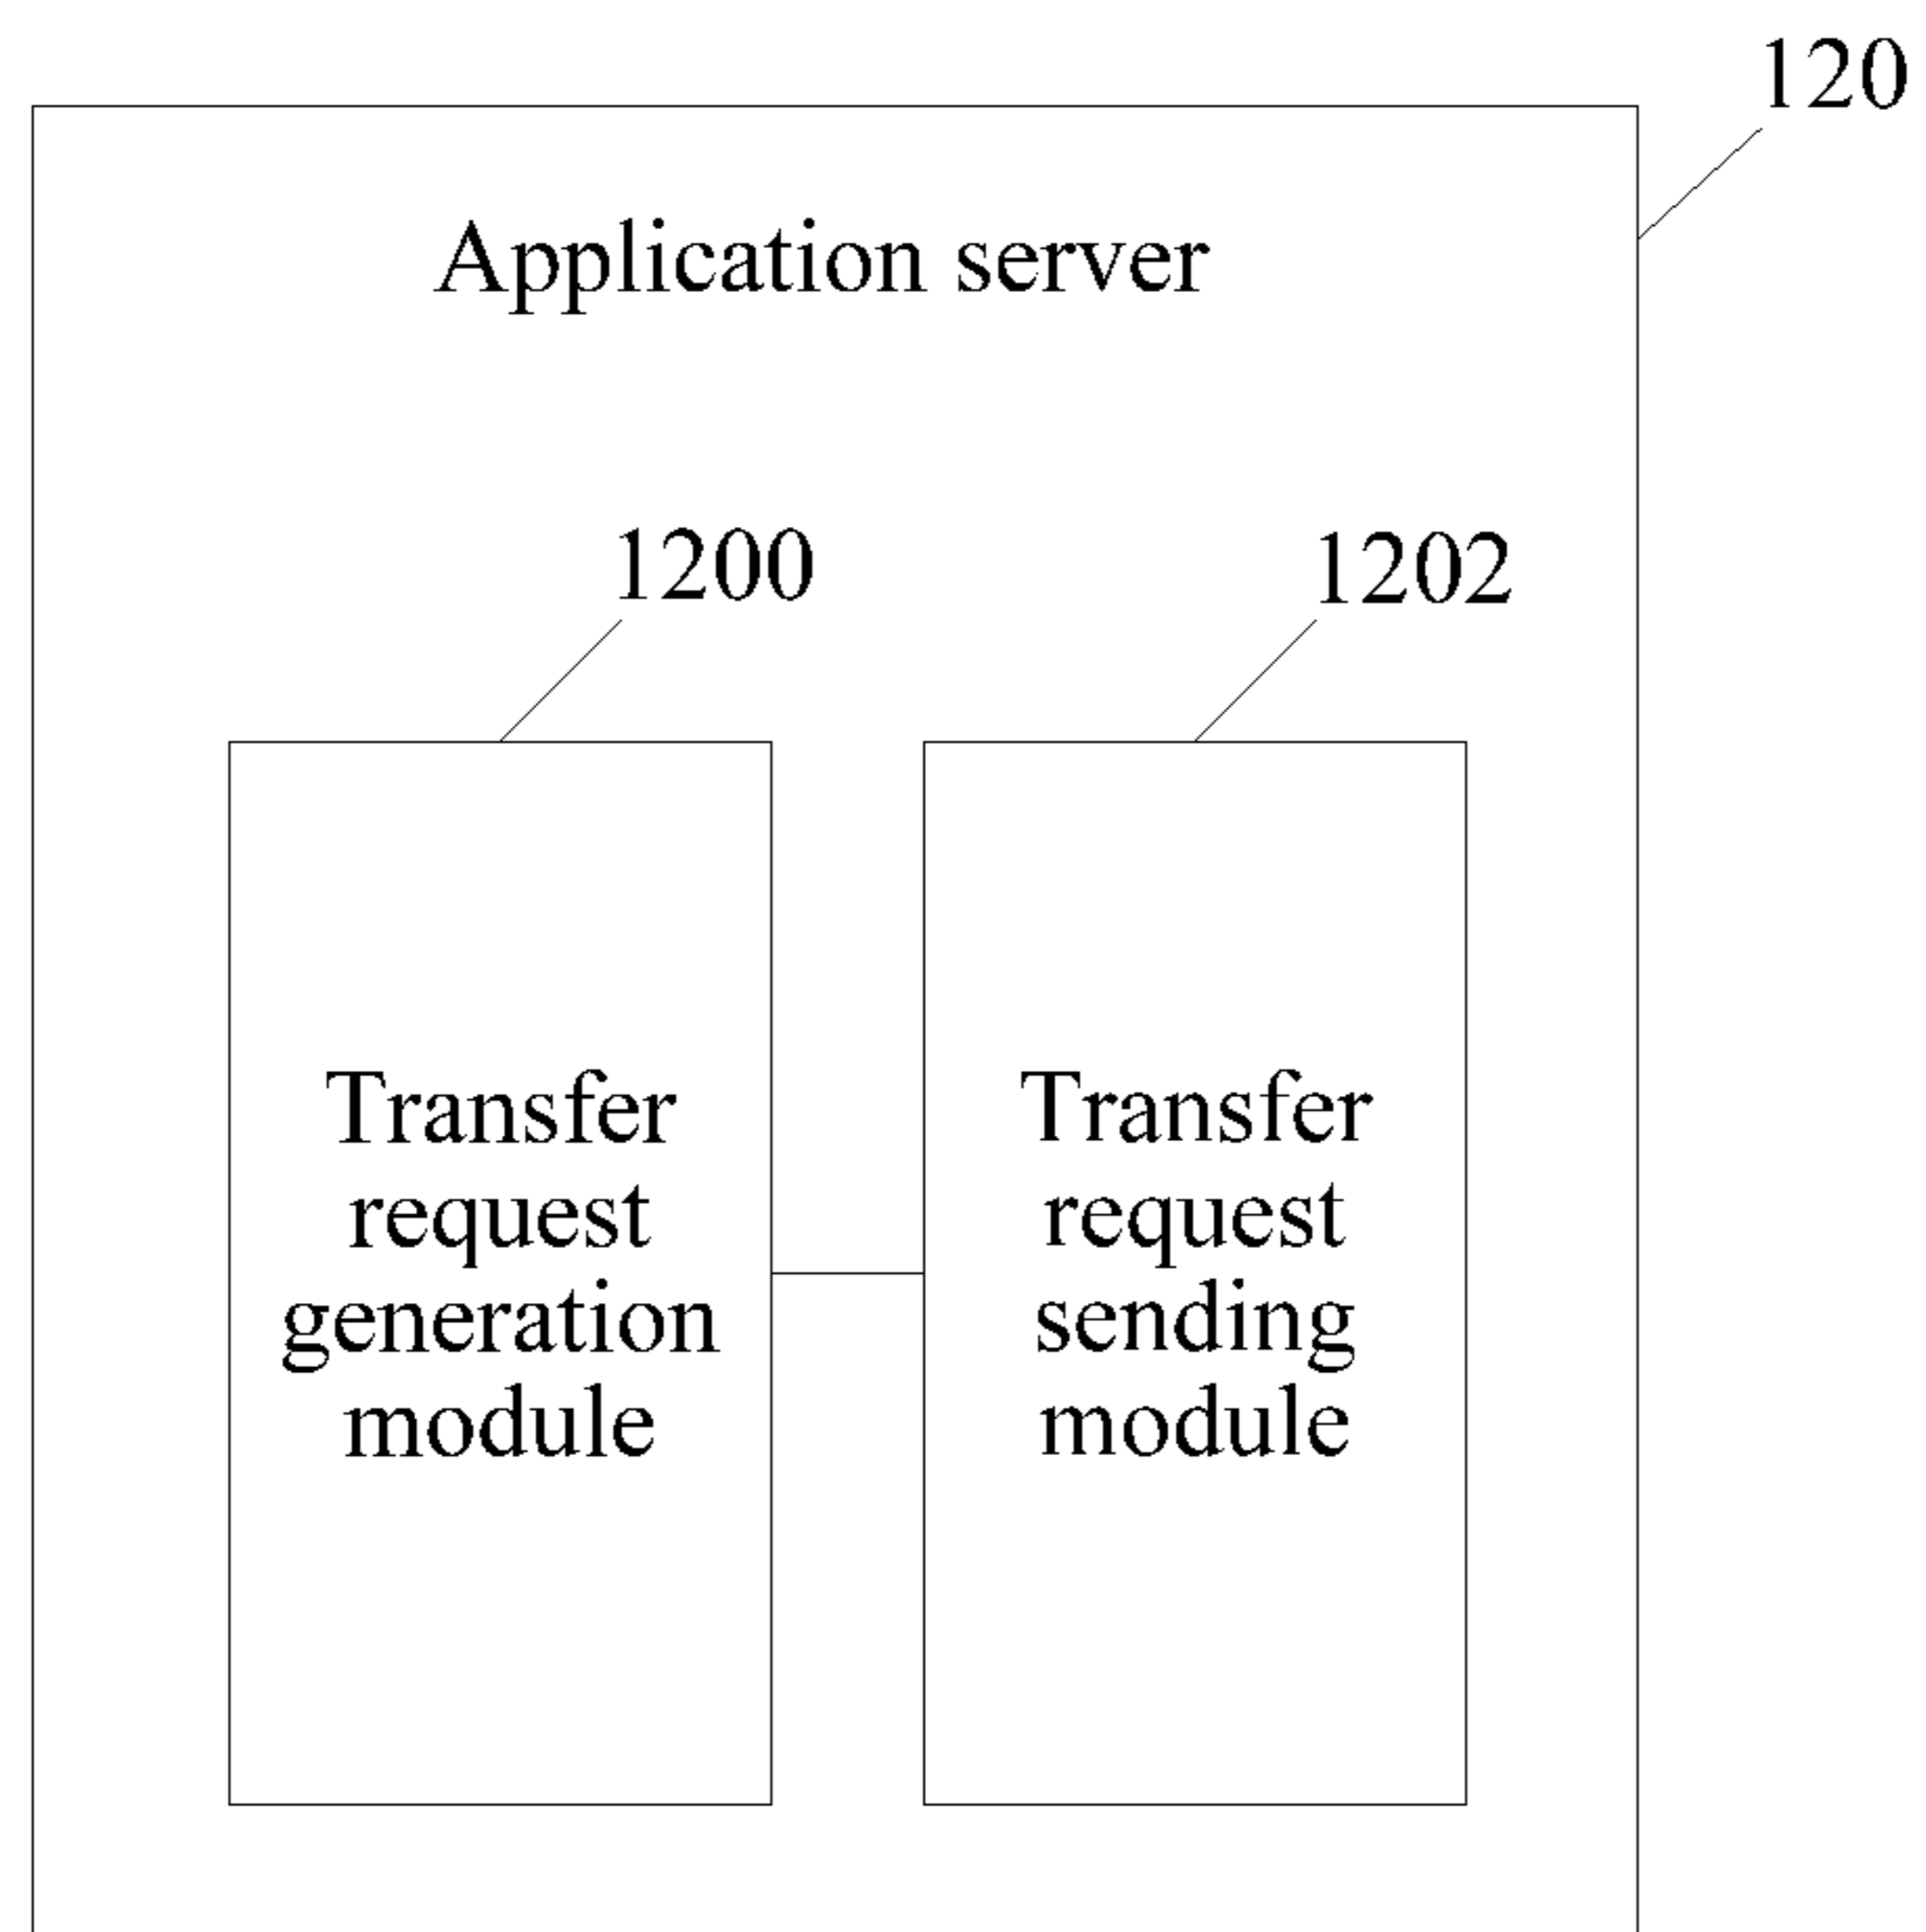 120
Application server
1200
1202
Transfer
request
generation
module
Transfer
request
sending
module